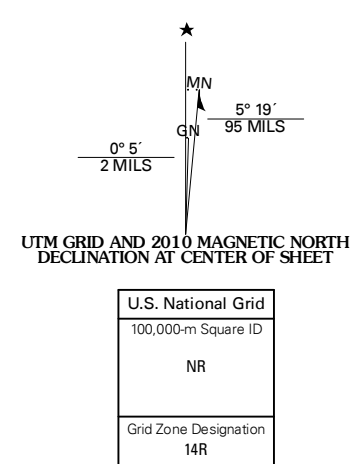 ★
MN
5° 19´
GN
95 MILS
0° 5´
2 MILS
UTM GRID AND 2010 MAGNETIC NORTH
DECLINATION AT CENTER OF SHEET
U.S. National Grid
100,000-m Square ID
NR
Grid Zone Designation
14R